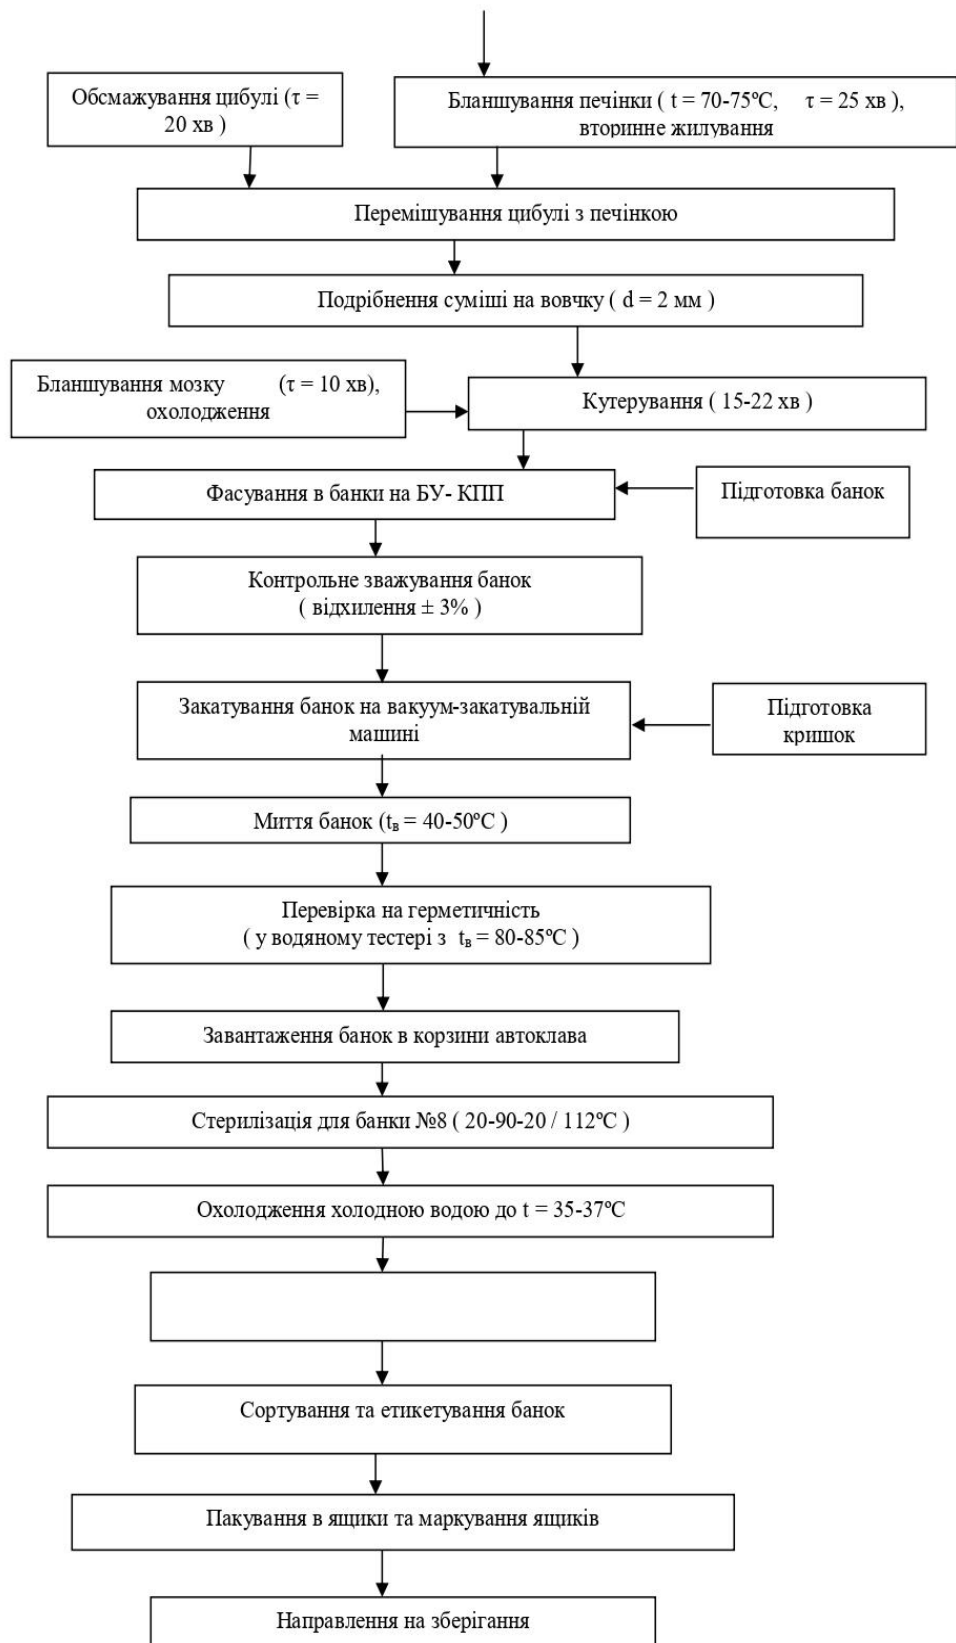 Обсмажування цибулі (τ =
20 хв )
Бланшування печінки ( t = 70-75ºС, τ = 25 хв ),
вторинне жилування
Перемішування цибулі з печінкою
Подрібнення суміші на вовчку ( d = 2 мм )
Бланшування мозку (τ = 10 хв),
охолодження
Кутерування ( 15-22 хв )
Фасування в банки на БУ- КПП
Підготовка банок
Контрольне зважування банок
( відхилення ± 3% )
Закатування банок на вакуум-закатувальній
машині
Підготовка
кришок
Миття банок (tв = 40-50ºС )
Перевірка на герметичність
( у водяному тестері з tв = 80-85ºС )
Завантаження банок в корзини автоклава
Стерилізація для банки №8 ( 20-90-20 / 112ºС )
Охолодження холодною водою до t = 35-37ºС
Сортування та етикетування банок
Пакування в ящики та маркування ящиків
Направлення на зберігання